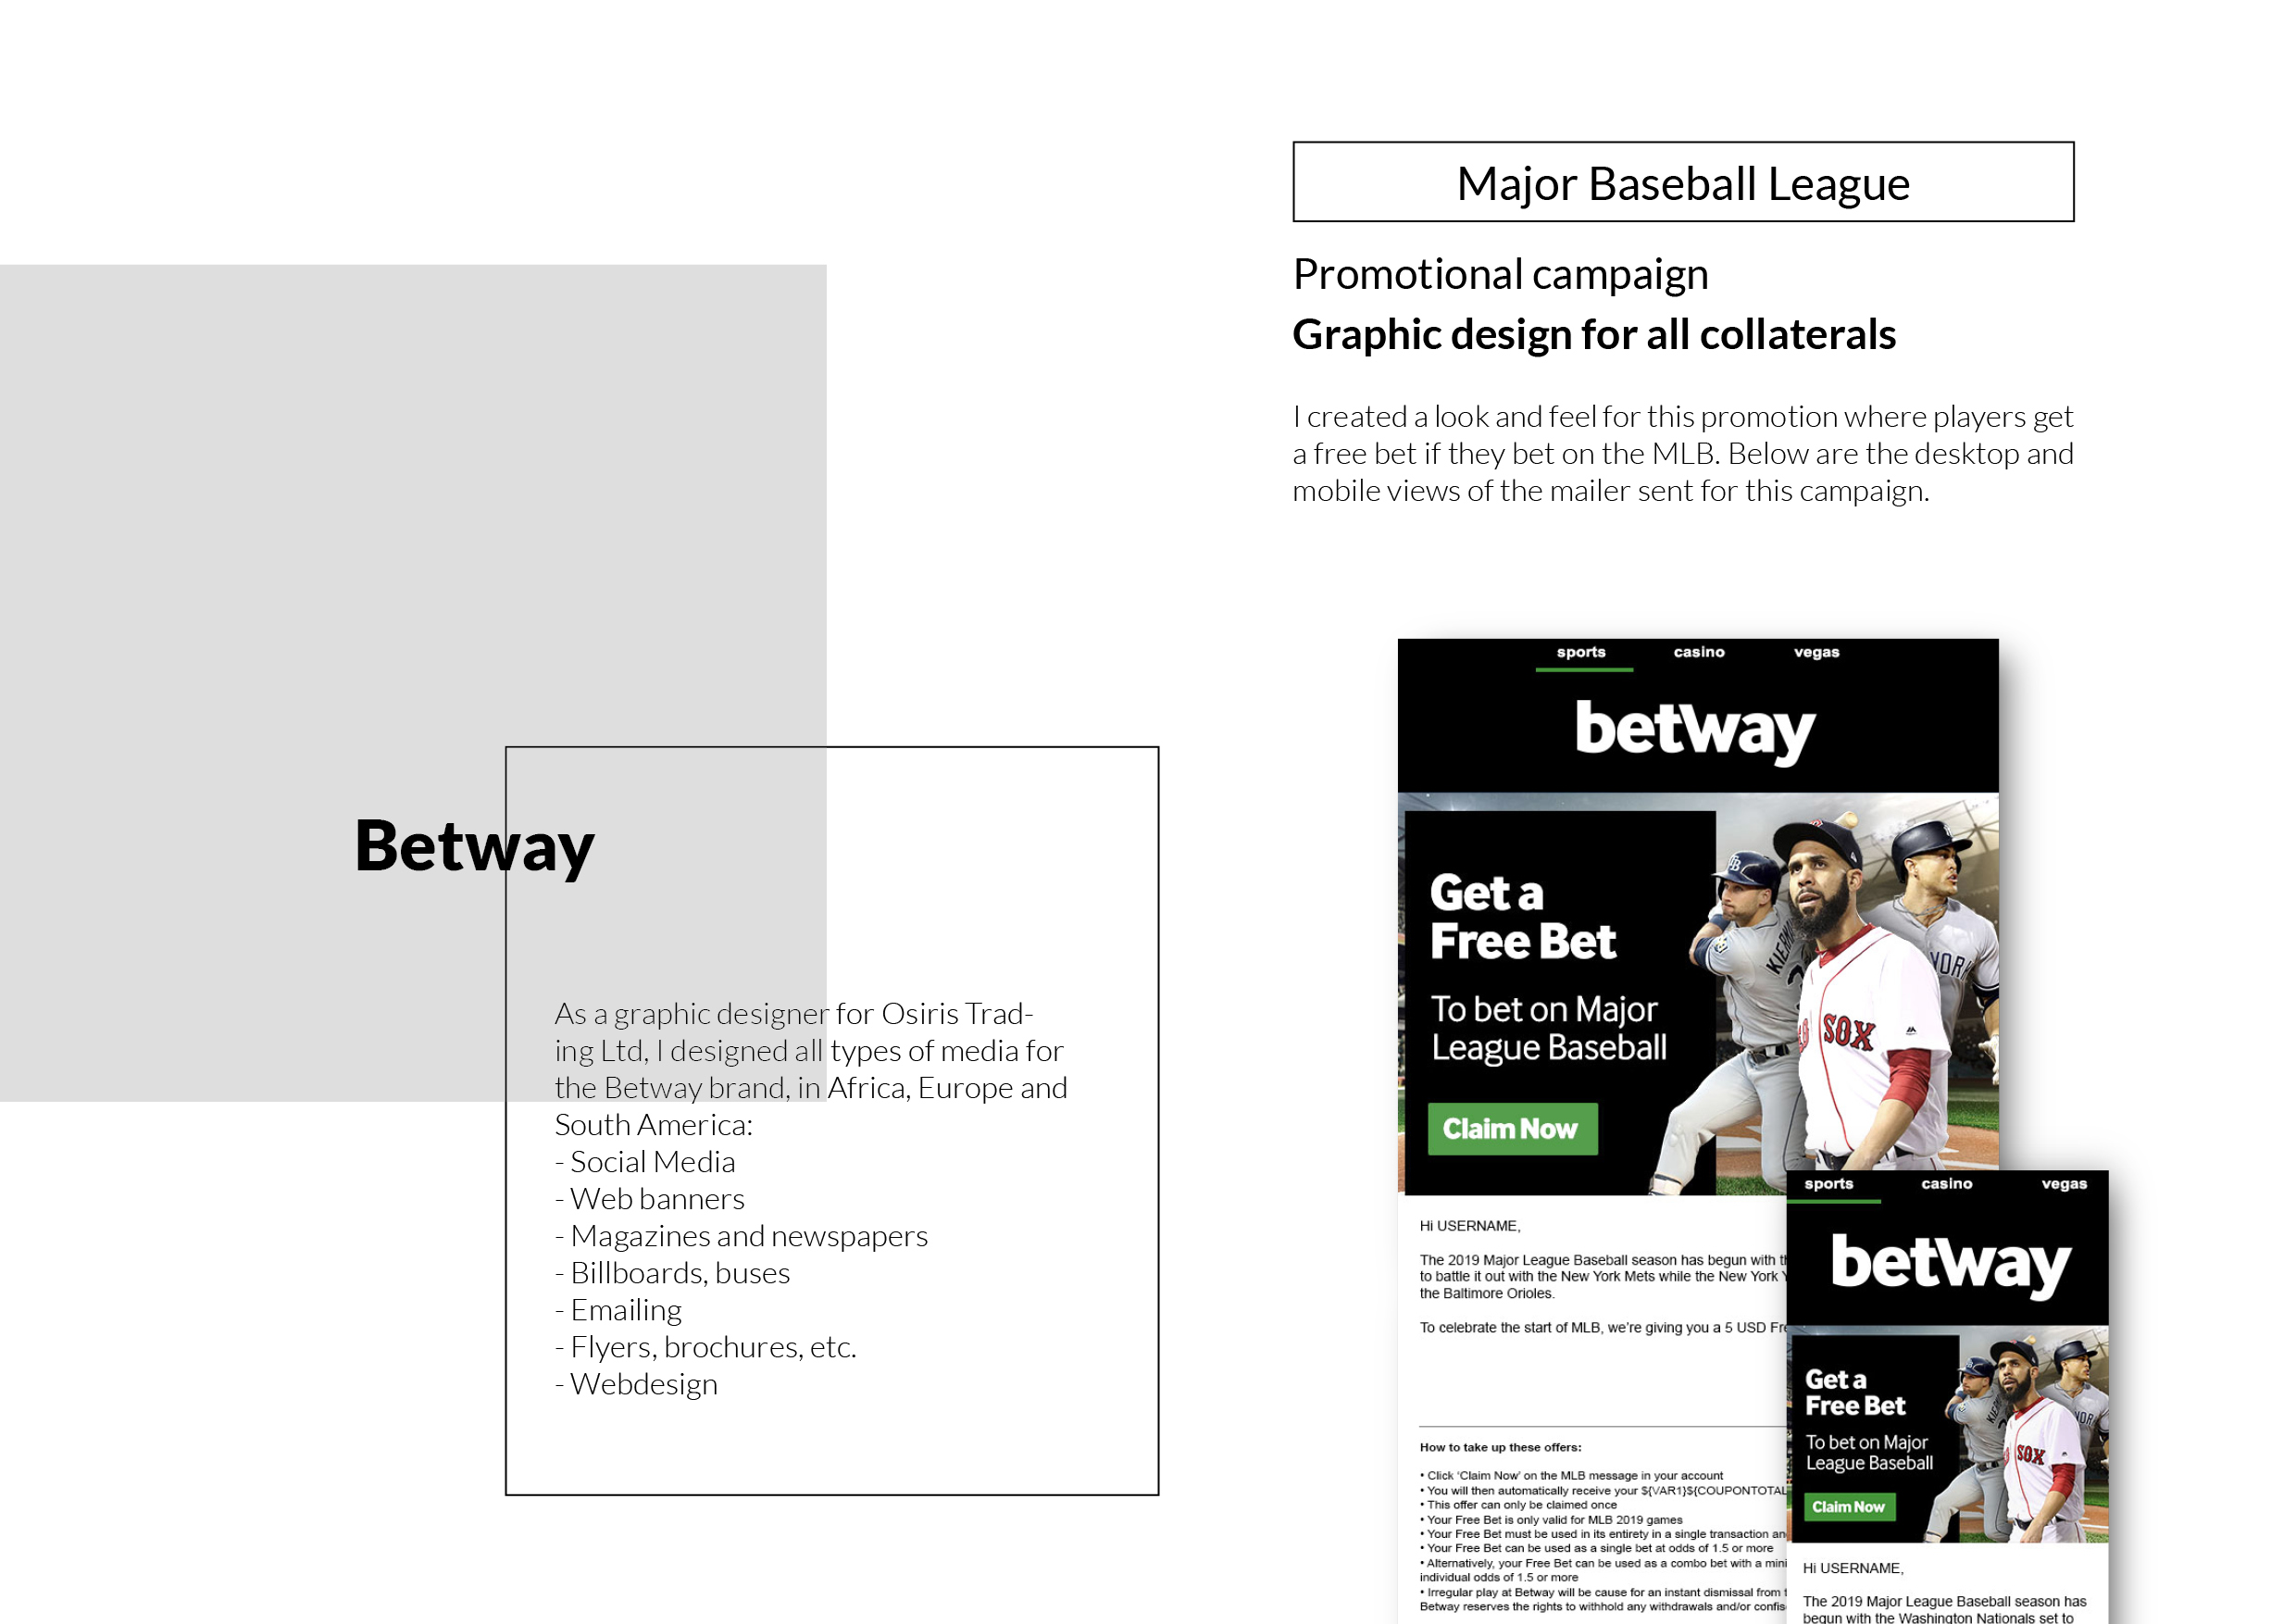 Betway
As a graphic designer for Osiris Trad-
ing Ltd, I designed all types of media for
the Betway brand, in Africa, Europe and
South America:
- Social Media
- Web banners
- Magazines and newspapers
- Billboards, buses
- Emailing
- Flyers, brochures, etc.
- Webdesign
Major Baseball League
Promotional campaign
Graphic design for all collaterals
I created a look and feel for this promotion where players get
a free bet if they bet on the MLB. Below are the desktop and
mobile views of the mailer sent for this campaign.
sports casino vegas
betway
Get a
Free Bet
To bet on Major
League Baseball
Claim Now
SOX
Hi USERNAME,
The 2019 Major League Baseball season has begun with
to battle it out with the New York Mets while the New York
the Baltimore Orioles.
To celebrate the start of MLB, we're giving you a 5 USD
How to take up these offers:
• Click 'Claim Now' on the MLB message in your account
• You will then automatically receive your ${VAR1}${COUPONTOTAL
• This offer can only be claimed once
• Your Free Bet is only valid for MLB 2019 games
• Your Free Bet must be used in its entirety in a single transaction
• Your Free Bet can be used as a single bet at odds of 1.5 or more
• Alternatively, your Free Bet can be used as a combo bet with a
individual odds of 1.5 or more
• Irregular play at Betway will be cause for an instant dismissal from
Betway reserves the rights to withhold any withdrawals and/or
sports casino vegas
betway
Get a
Free Bet
To bet on Major
League Baseball
Claim Now
SOX
Hi USERNAME,
The 2019 Major League Baseball season has
begun with the Washington Nationals set to